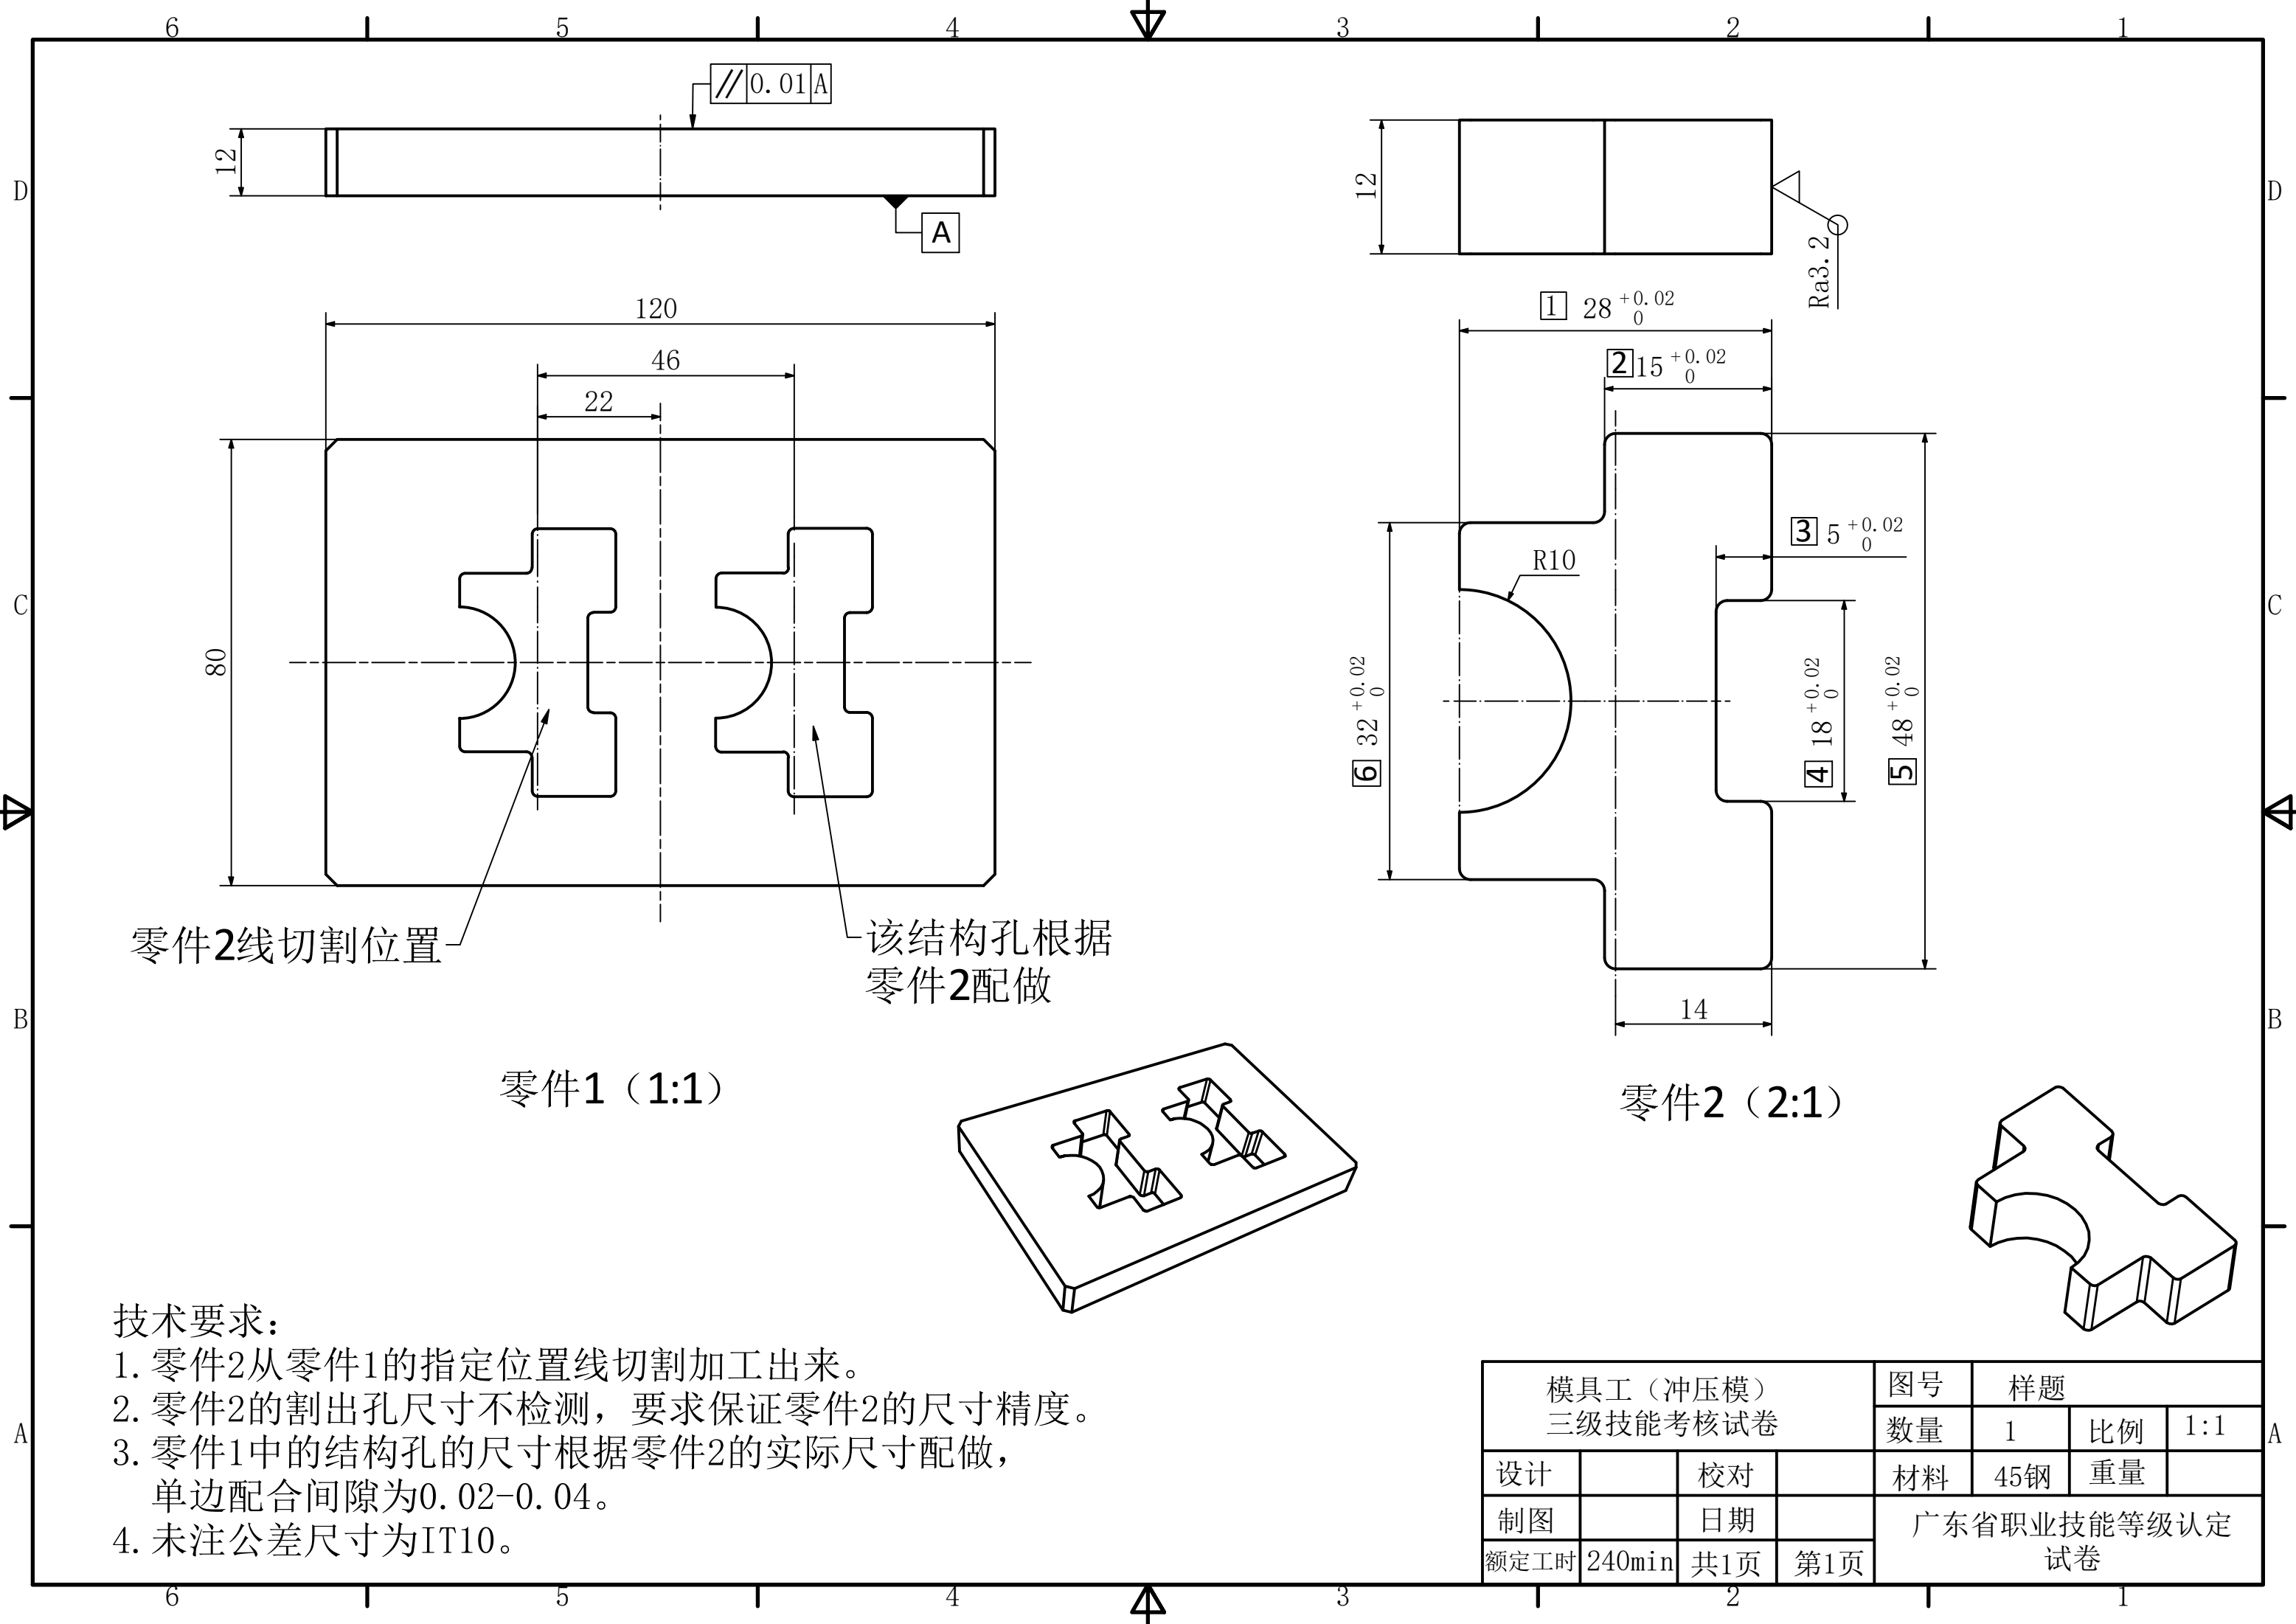 6 5 4 3 2 1
D D
C C
B B
A A
// 0.01 A
12
A
120
46
22
80
零件2线切割位置
该结构孔根据
零件2配做
零件1（1:1）
12
Ra3.2
1 28 +0.02 0
2 15 +0.02 0
3 5 +0.02 0
R10
6 32 +0.02 0
4 18 +0.02 0
5 48 +0.02 0
14
零件2（2:1）
技术要求：
1. 零件2从零件1的指定位置线切割加工出来。
2. 零件2的割出孔尺寸不检测，要求保证零件2的尺寸精度。
3. 零件1中的结构孔的尺寸根据零件2的实际尺寸配做，
单边配合间隙为0.02-0.04。
4. 未注公差尺寸为IT10。
模具工（冲压模）
三级技能考核试卷
图号 样题
数量 1 比例 1:1
设计 校对 材料 45钢 重量
制图 日期
广东省职业技能等级认定
试卷
额定工时 240min 共1页 第1页
6 5 4 3 2 1